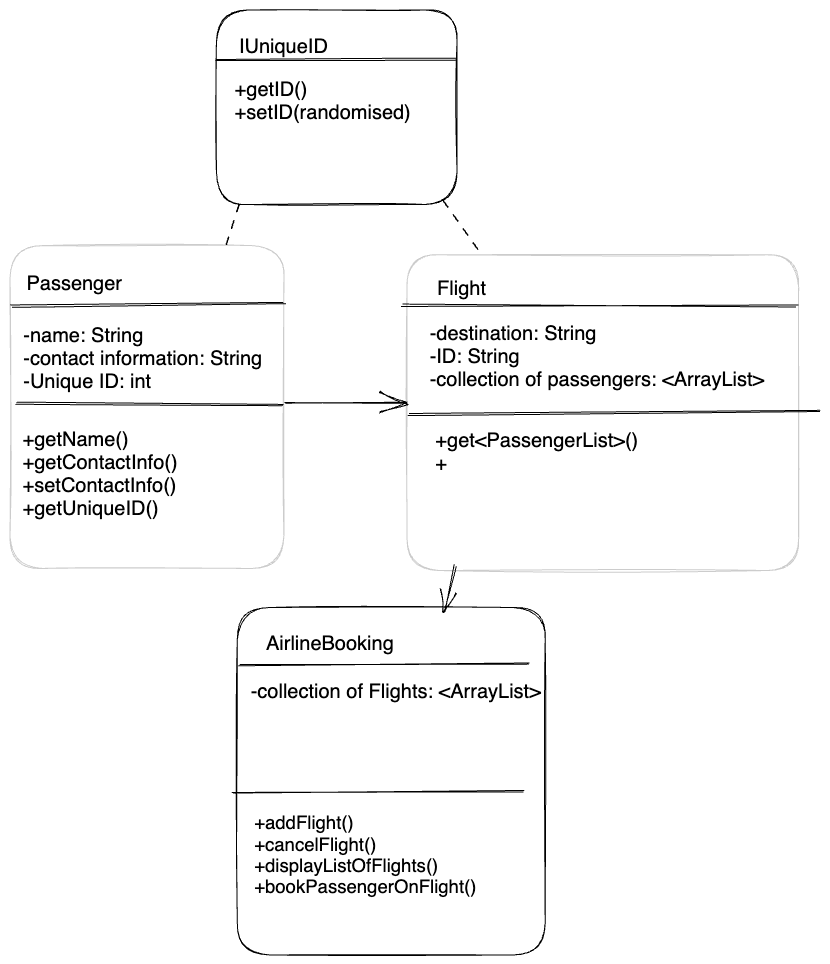 IUniqueID
+getID()
+setID(randomised)
Passenger
-name: String
-contact information: String
-Unique ID: int
+getName()
+getContactInfo()
+setContactInfo()
+getUniqueID()
Flight
-destination: String
-ID: String
-collection of passengers: <ArrayList>
+get<PassengerList>()
+
AirlineBooking
-collection of Flights: <ArrayList>
+addFlight()
+cancelFlight()
+displayListOfFlights()
+bookPassengerOnFlight()